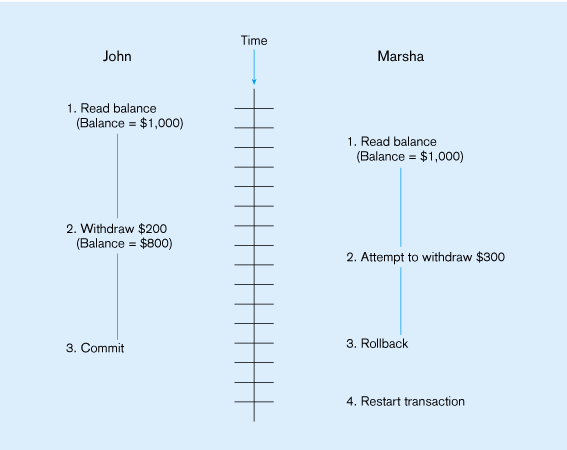 Time
John
Marsha
1. Read balance
(Balance = $1,000)
1. Read balance
(Balance = $1,000)
2. Withdraw $200
(Balance = $800)
2. Attempt to withdraw $300
3. Commit
3. Rollback
4. Restart transaction